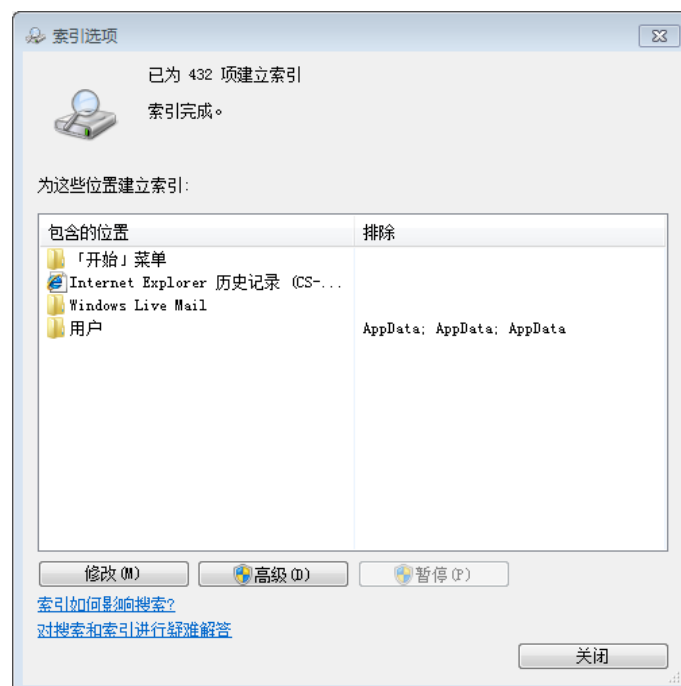 索引选项
已为 432 项建立索引
索引完成。
为这些位置建立索引:
包含的位置 排除
「开始」菜单
Internet Explorer 历史记录 (CS-...
Windows Live Mail
用户 AppData; AppData; AppData
修改(M) 高级(D) 暂停(P)
索引如何影响搜索?
对搜索和索引进行疑难解答
关闭